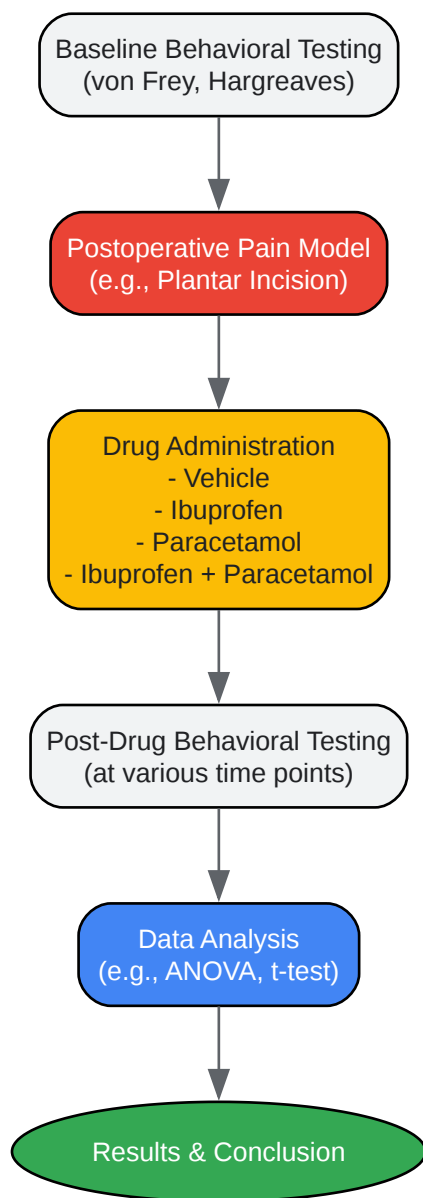 Baseline Behavioral Testing
(von Frey, Hargreaves)
Postoperative Pain Model
(e.g., Plantar Incision)
Drug Administration
- Vehicle
- Ibuprofen
- Paracetamol
- Ibuprofen + Paracetamol
Post-Drug Behavioral Testing
(at various time points)
Data Analysis
(e.g., ANOVA, t-test)
Results & Conclusion